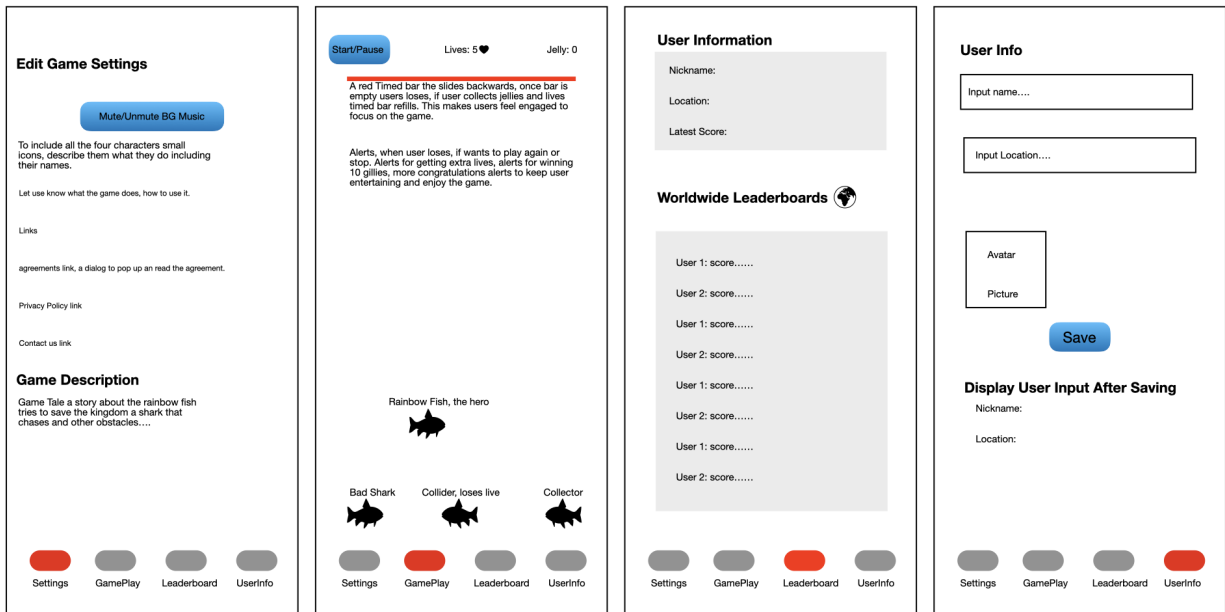 Edit Game Settings
Mute/Unmute BG Music
To include all the four characters small
icons, describe them what they do including
their names.
Let use know what the game does, how to use it.
Links
agreements link, a dialog to pop up an read the agreement.
Privacy Policy link
Contact us link
Game Description
Game Tale a story about the rainbow fish
tries to save the kingdom a shark that
chases and other obstacles....
Settings GamePlay Leaderboard UserInfo
Start/Pause Lives: 5🖤 Jelly: 0
A red Timed bar the slides backwards, once bar is
empty users loses, if user collects jellies and lives
timed bar refills. This makes users feel engaged to
focus on the game.
Alerts, when user loses, if wants to play again or
stop. Alerts for getting extra lives, alerts for winning
10 gillies, more congratulations alerts to keep user
entertaining and enjoy the game.
Rainbow Fish, the hero
Bad Shark Collider, loses live Collector
Settings GamePlay Leaderboard UserInfo
User Information
Nickname:
Location:
Latest Score:
Worldwide Leaderboards
User 1: score......
User 2: score......
User 1: score......
User 2: score......
User 1: score......
User 2: score......
User 1: score......
User 2: score......
Settings GamePlay Leaderboard UserInfo
User Info
Input name....
Input Location....
Avatar
Picture
Save
Display User Input After Saving
Nickname:
Location:
Settings GamePlay Leaderboard UserInfo